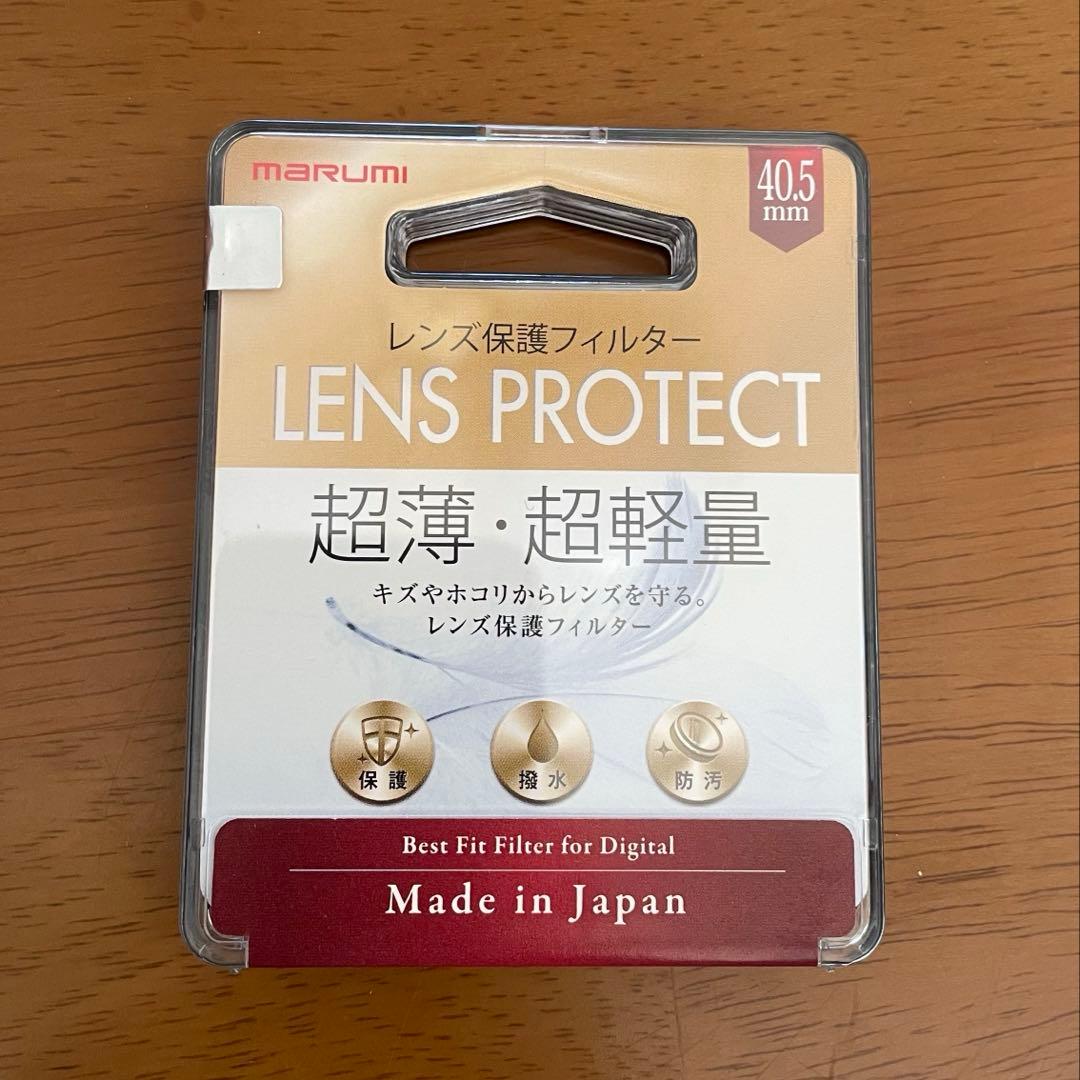 marumi
40.5
mm
レンズ保護フィルター
LENS PROTECT
超薄・超軽量
キズやホコリからレンズを守る。
レンズ保護フィルター
保護
撥水
防汚
Best Fit Filter for Digital
Made in Japan